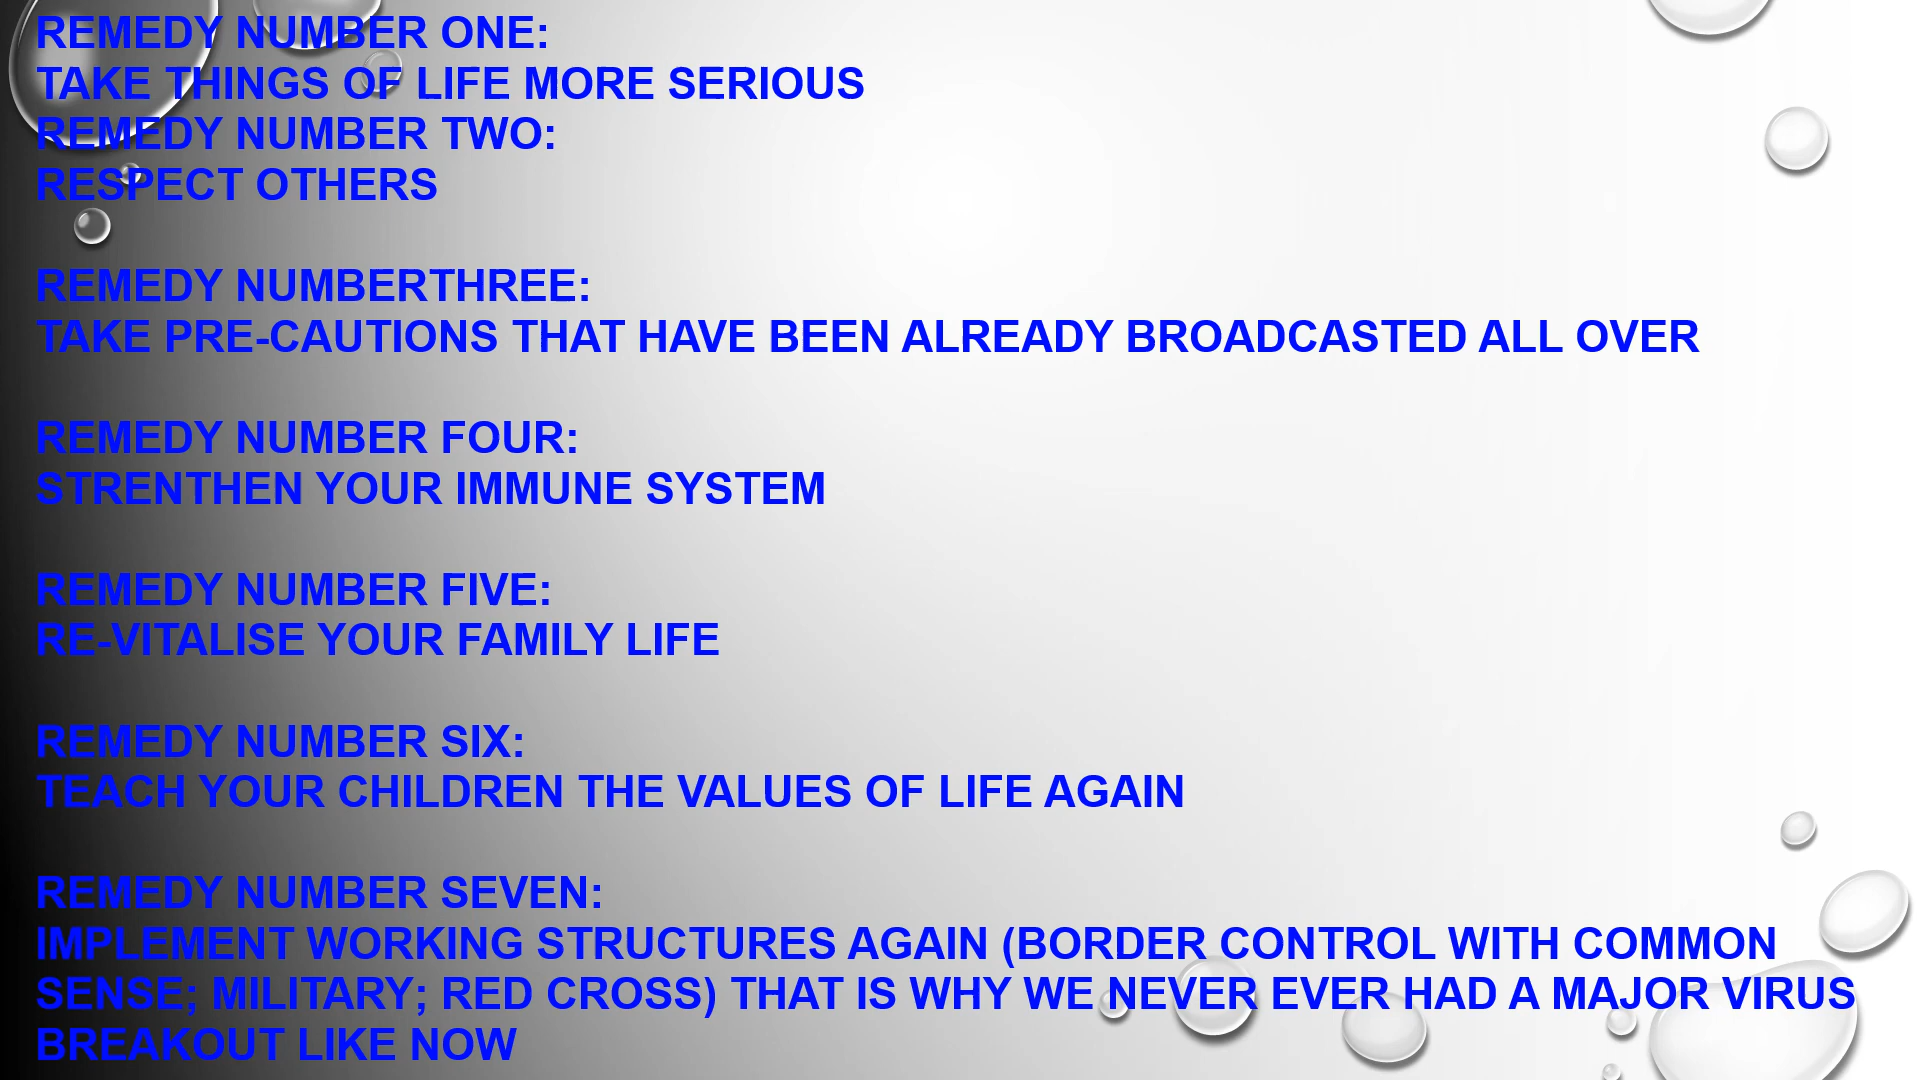 REMEDY NUMBER ONE:
TAKE THINGS OF LIFE MORE SERIOUS
REMEDY NUMBER TWO:
RESPECT OTHERS
REMEDY NUMBERTHREE:
TAKE PRE-CAUTIONS THAT HAVE BEEN ALREADY BROADCASTED ALL OVER
REMEDY NUMBER FOUR:
STRENTHEN YOUR IMMUNE SYSTEM
REMEDY NUMBER FIVE:
RE-VITALISE YOUR FAMILY LIFE
REMEDY NUMBER SIX:
TEACH YOUR CHILDREN THE VALUES OF LIFE AGAIN
REMEDY NUMBER SEVEN:
IMPLEMENT WORKING STRUCTURES AGAIN (BORDER CONTROL WITH COMMON
SENSE; MILITARY; RED CROSS) THAT IS WHY WE NEVER EVER HAD A MAJOR VIRUS
BREAKOUT LIKE NOW